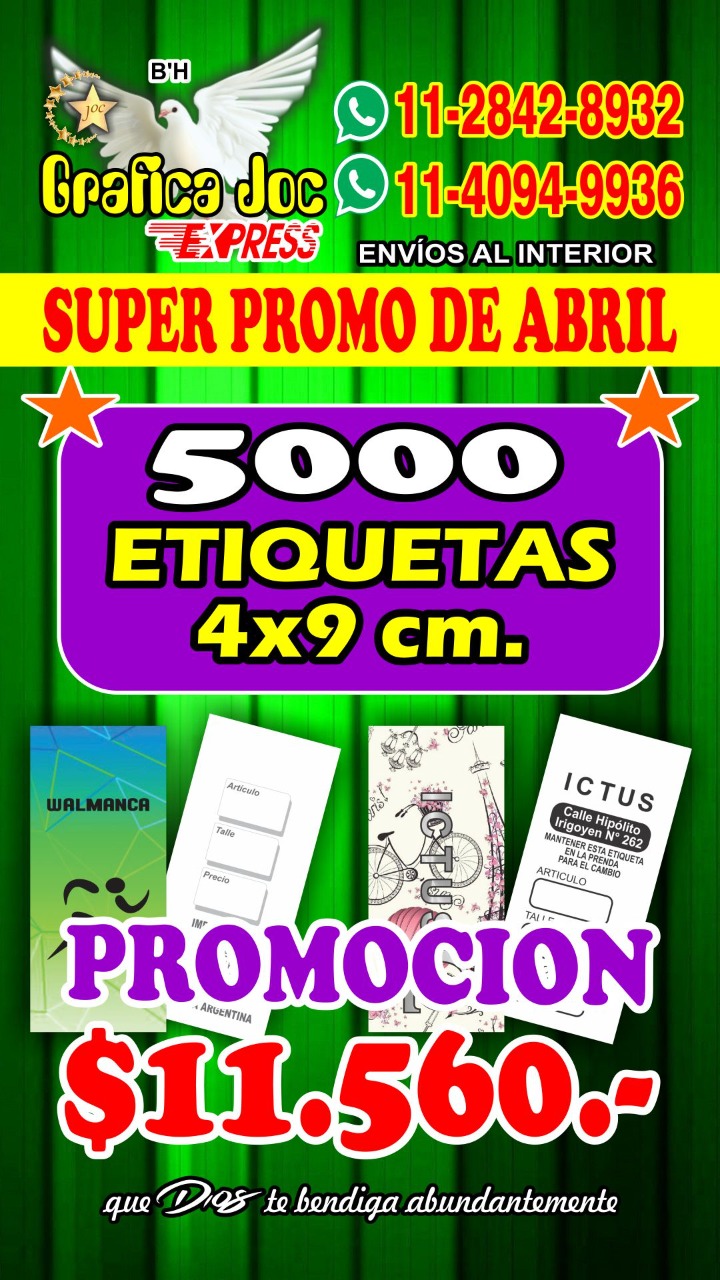 B'H
JOC
Grafica Joc
EXPRESS
11-2842-8932
11-4094-9936
ENVÍOS AL INTERIOR
SUPER PROMO DE ABRIL
5000
ETIQUETAS
4x9 cm.
WALMANCA
Artículo
Talle
Precio
ARGENTINA
ICTUS
ICTUS
Calle Hipólito
Irigoyen N° 262
MANTENER ESTA ETIQUETA
EN LA PRENDA
PARA EL CAMBIO
ARTICULO
PROMOCION
$11.560.-
que Dios te bendiga abundantemente